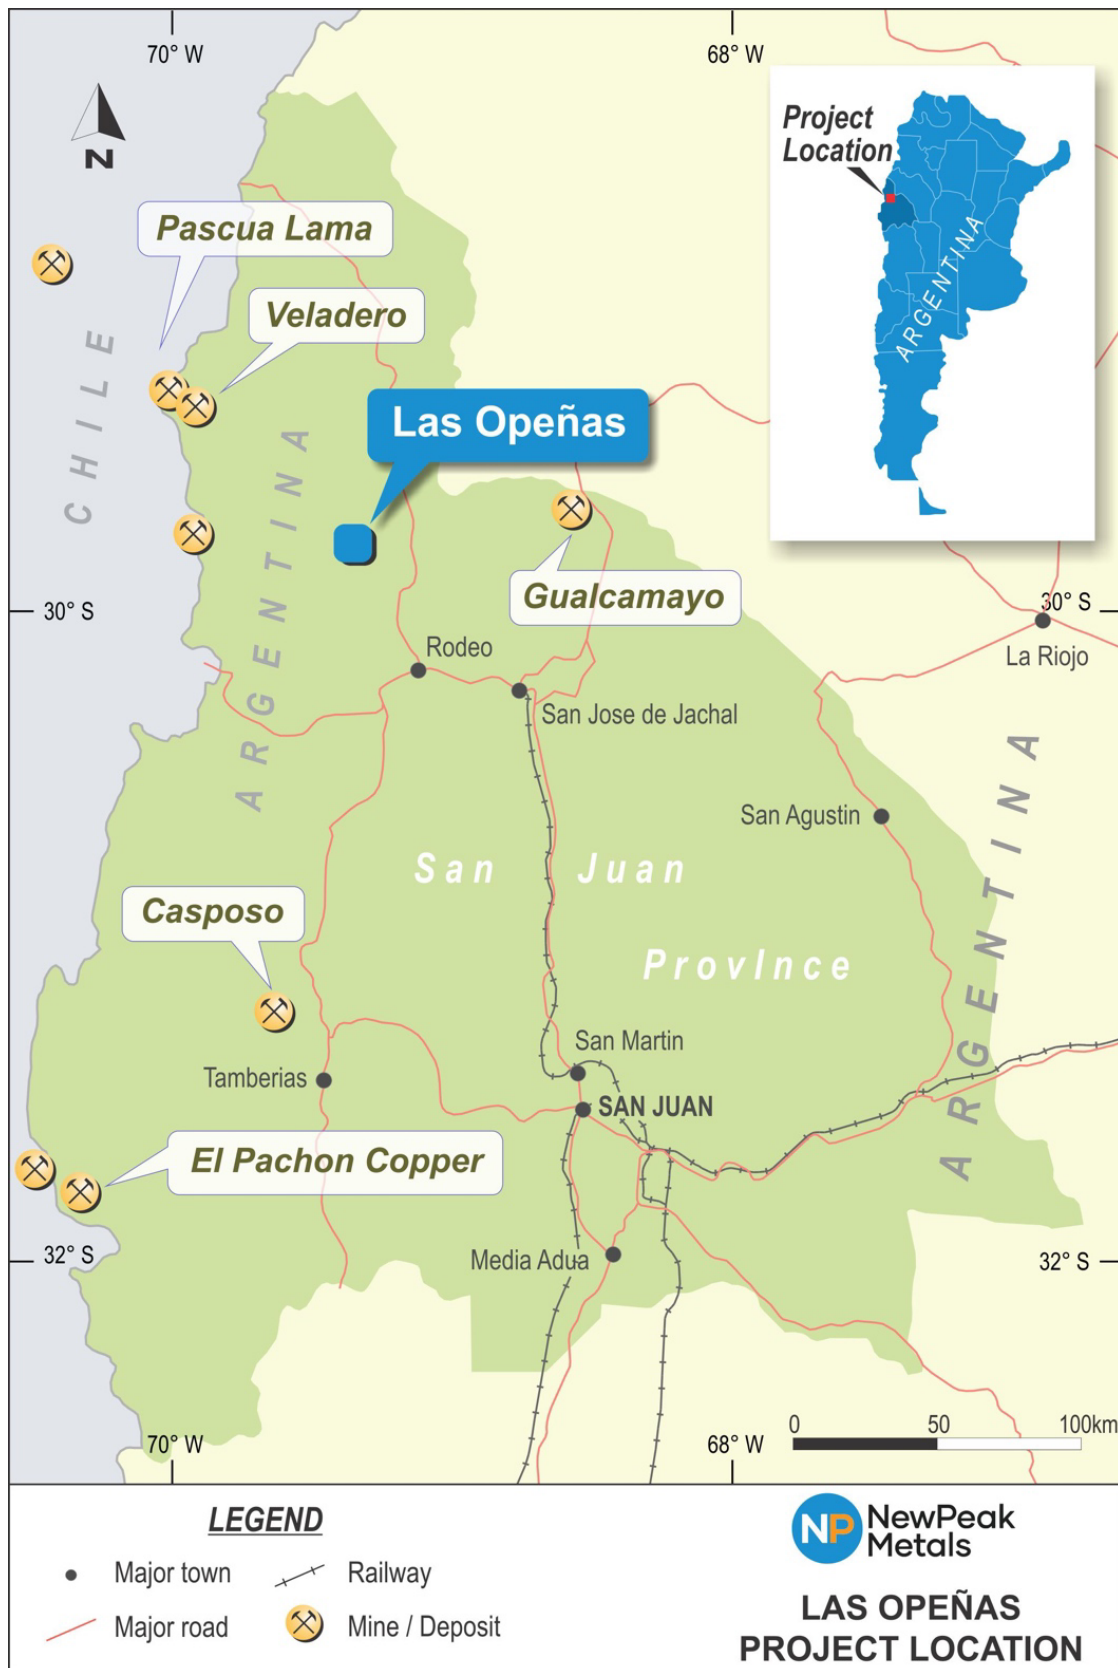 70° W
68° W
N
Project
Location
ARGENTINA
Pascua Lama
Veladero
CHILE
ARGENTINA
Las Opeñas
Gualcamayo
30° S
30° S
La Riojo
Rodeo
San Jose de Jachal
San Agustin
ARGENTINA
San Juan
ProvInce
Casposo
San Martin
Tamberias
SAN JUAN
El Pachon Copper
Media Adua
32° S
32° S
70° W
68° W
0 50 100km
LEGEND
Major town
Railway
Major road
Mine / Deposit
NP NewPeak
Metals
LAS OPEÑAS
PROJECT LOCATION